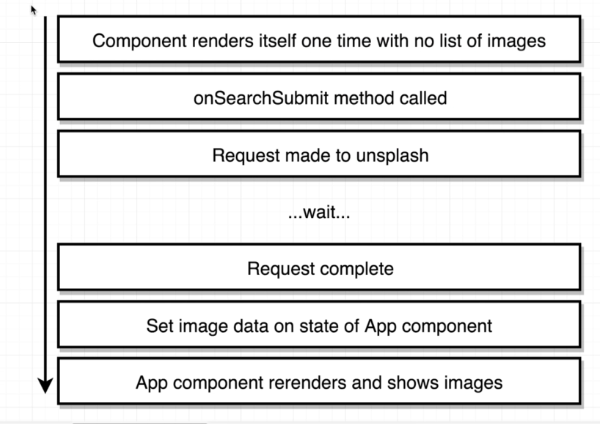 Component renders itself one time with no list of images
onSearchSubmit method called
Request made to unsplash
...wait...
Request complete
Set image data on state of App component
App component rerenders and shows images